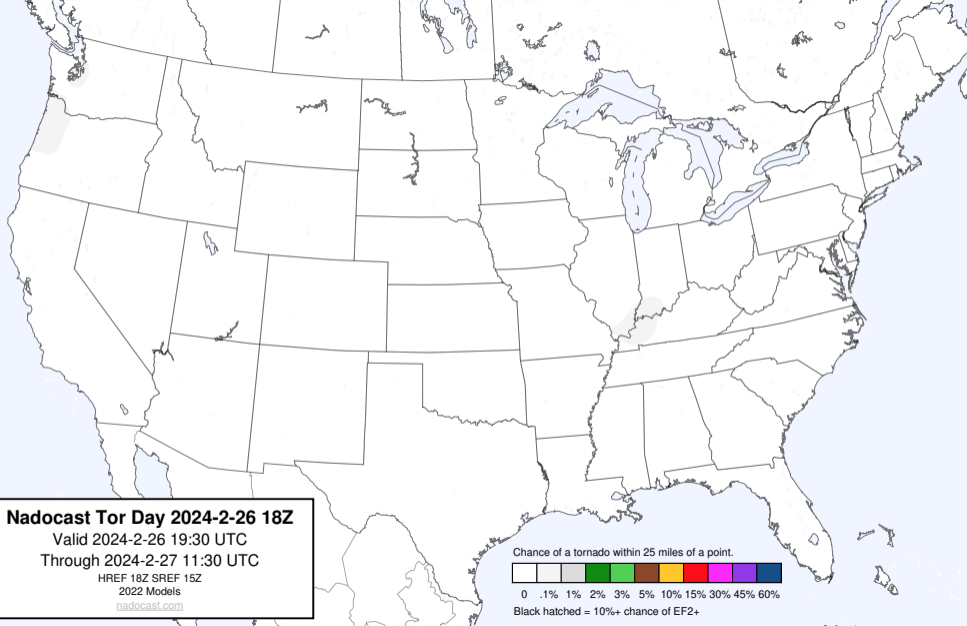 Nadocast Tor Day 2024-2-26 18Z
Valid 2024-2-26 19:30 UTC
Through 2024-2-27 11:30 UTC
HREF 18Z SREF 15Z
2022 Models
nadocast.com
Chance of a tornado within 25 miles of a point.
0 .1% 1% 2% 3% 5% 10% 15% 30% 45% 60%
Black hatched = 10%+ chance of EF2+